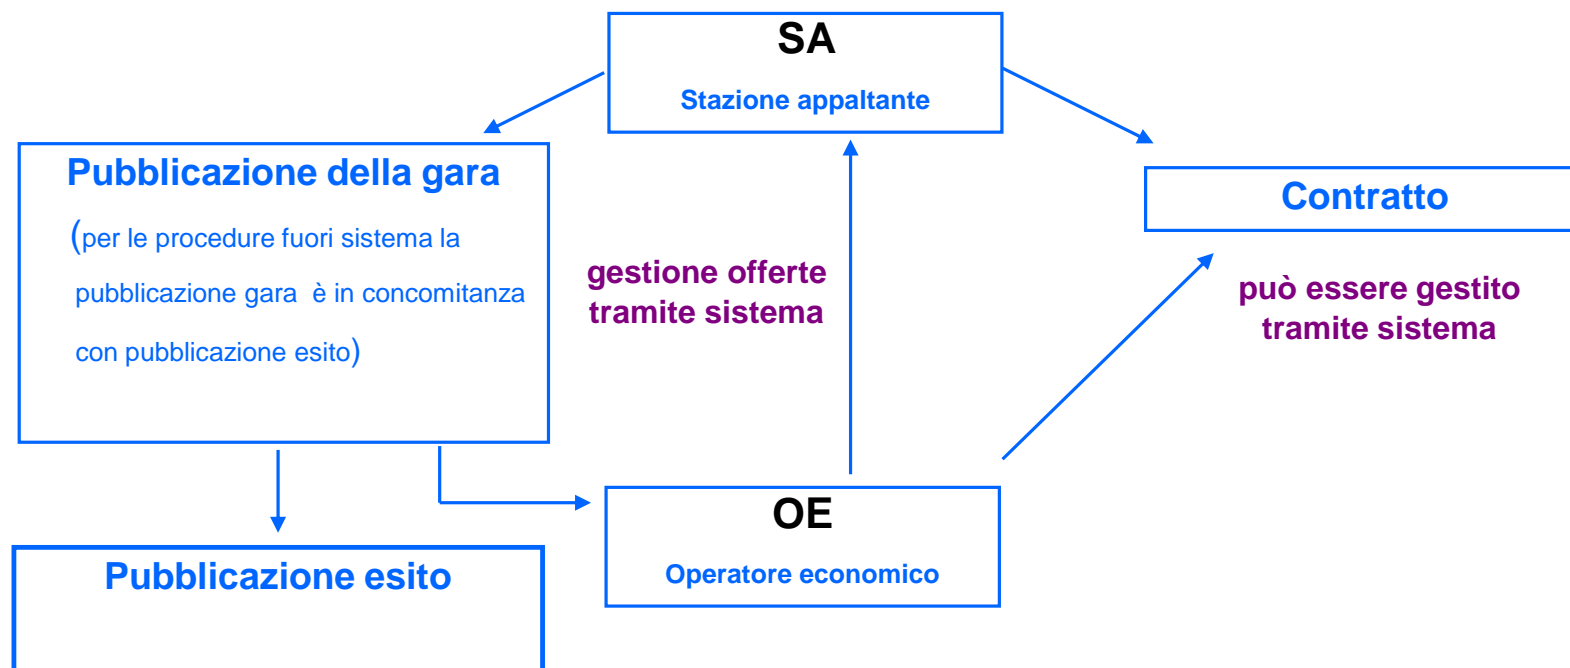 SA
Stazione appaltante
Pubblicazione della gara
(per le procedure fuori sistema la
pubblicazione gara è in concomitanza
con pubblicazione esito)
Contratto
gestione offerte
tramite sistema
può essere gestito
tramite sistema
OE
Operatore economico
Pubblicazione esito